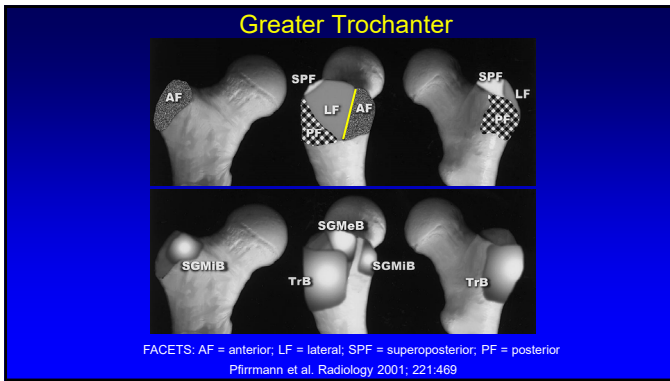 Greater Trochanter
AF
SPF
LF
AF
PF
SPF
LF
PF
SGMiB
SGMeB
TrB
SGMiB
TrB
FACETS: AF = anterior; LF = lateral; SPF = superoposterior; PF = posterior
Pfirrmann et al. Radiology 2001; 221:469